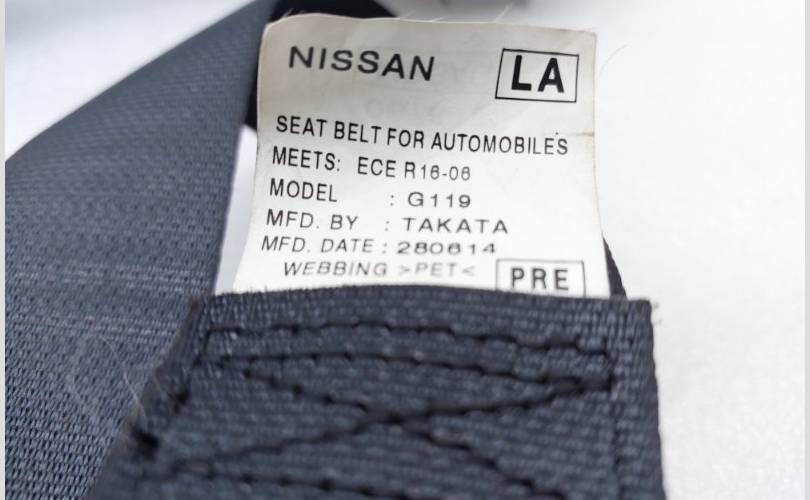 NISSAN LA
SEAT BELT FOR AUTOMOBILES
MEETS: ECE R16-06
MODEL : G119
MFD. BY : TAKATA
MFD. DATE : 280614
WEBBING >PET< PRE